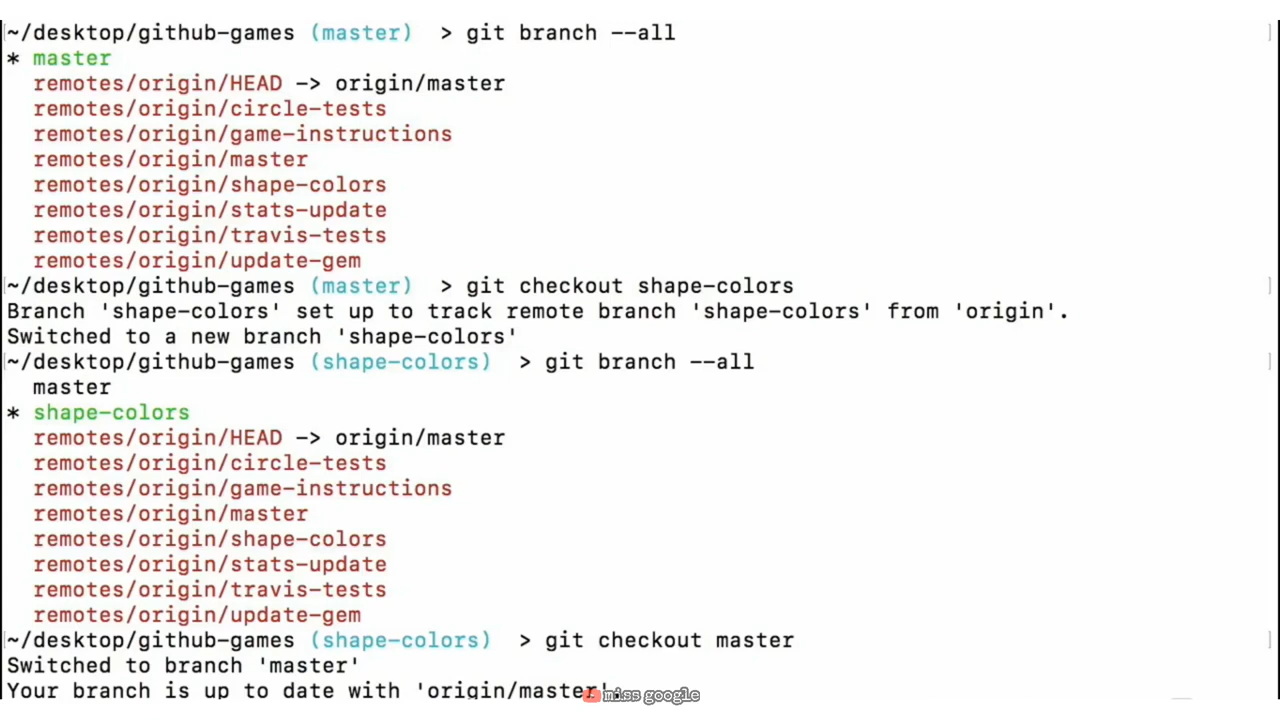 ~/desktop/github-games (master)  > git branch --all
* master
  remotes/origin/HEAD -> origin/master
  remotes/origin/circle-tests
  remotes/origin/game-instructions
  remotes/origin/master
  remotes/origin/shape-colors
  remotes/origin/stats-update
  remotes/origin/travis-tests
  remotes/origin/update-gem
~/desktop/github-games (master)  > git checkout shape-colors
Branch 'shape-colors' set up to track remote branch 'shape-colors' from 'origin'.
Switched to a new branch 'shape-colors'
~/desktop/github-games (shape-colors)  > git branch --all
  master
* shape-colors
  remotes/origin/HEAD -> origin/master
  remotes/origin/circle-tests
  remotes/origin/game-instructions
  remotes/origin/master
  remotes/origin/shape-colors
  remotes/origin/stats-update
  remotes/origin/travis-tests
  remotes/origin/update-gem
~/desktop/github-games (shape-colors)  > git checkout master
Switched to branch 'master'
Your branch is up to date with 'origin/master'.
miss google